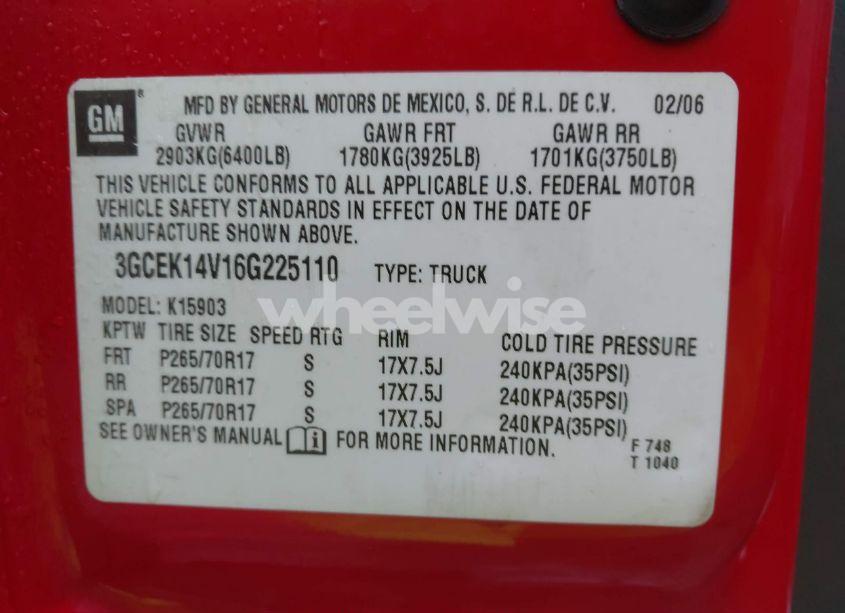 GM ® MFD BY GENERAL MOTORS DE MEXICO, S. DE R.L. DE C.V. 02/06
GVWR GAWR FRT GAWR RR
2903KG(6400LB) 1780KG(3925LB) 1701KG(3750LB)
THIS VEHICLE CONFORMS TO ALL APPLICABLE U.S. FEDERAL MOTOR
VEHICLE SAFETY STANDARDS IN EFFECT ON THE DATE OF
MANUFACTURE SHOWN ABOVE.
3GCEK14V16G225110 TYPE: TRUCK
wheelwise
MODEL: K15903
KPTW TIRE SIZE SPEED RTG RIM COLD TIRE PRESSURE
FRT P265/70R17 S 17X7.5J 240KPA(35PSI)
RR P265/70R17 S 17X7.5J 240KPA(35PSI)
SPA P265/70R17 S 17X7.5J 240KPA(35PSI)
SEE OWNER'S MANUAL i FOR MORE INFORMATION.
F 748
T 1040